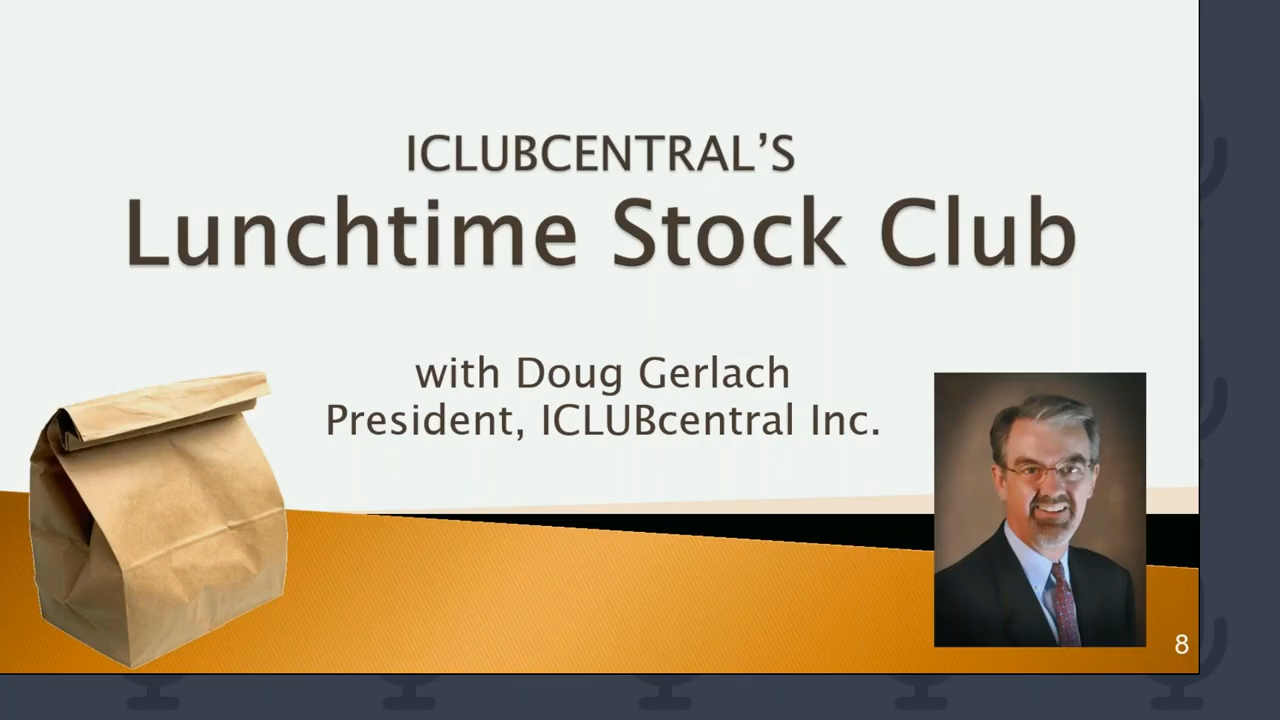 ICLUBCENTRAL’S
Lunchtime Stock Club
with Doug Gerlach
President, ICLUBcentral Inc.
8